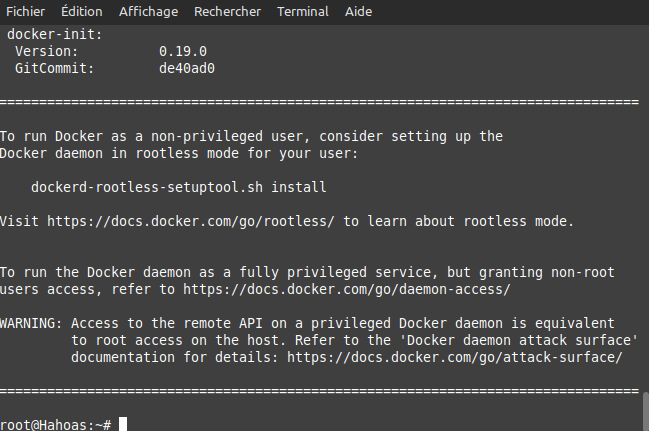 Fichier Édition Affichage Rechercher Terminal Aide
docker-init:
Version: 0.19.0
GitCommit: de40ad0
================================================================================
To run Docker as a non-privileged user, consider setting up the
Docker daemon in rootless mode for your user:
dockerd-rootless-setuptool.sh install
Visit https://docs.docker.com/go/rootless/ to learn about rootless mode.
To run the Docker daemon as a fully privileged service, but granting non-root
users access, refer to https://docs.docker.com/go/daemon-access/
WARNING: Access to the remote API on a privileged Docker daemon is equivalent
to root access on the host. Refer to the 'Docker daemon attack surface'
documentation for details: https://docs.docker.com/go/attack-surface/
================================================================================
root@Hahoas:~#